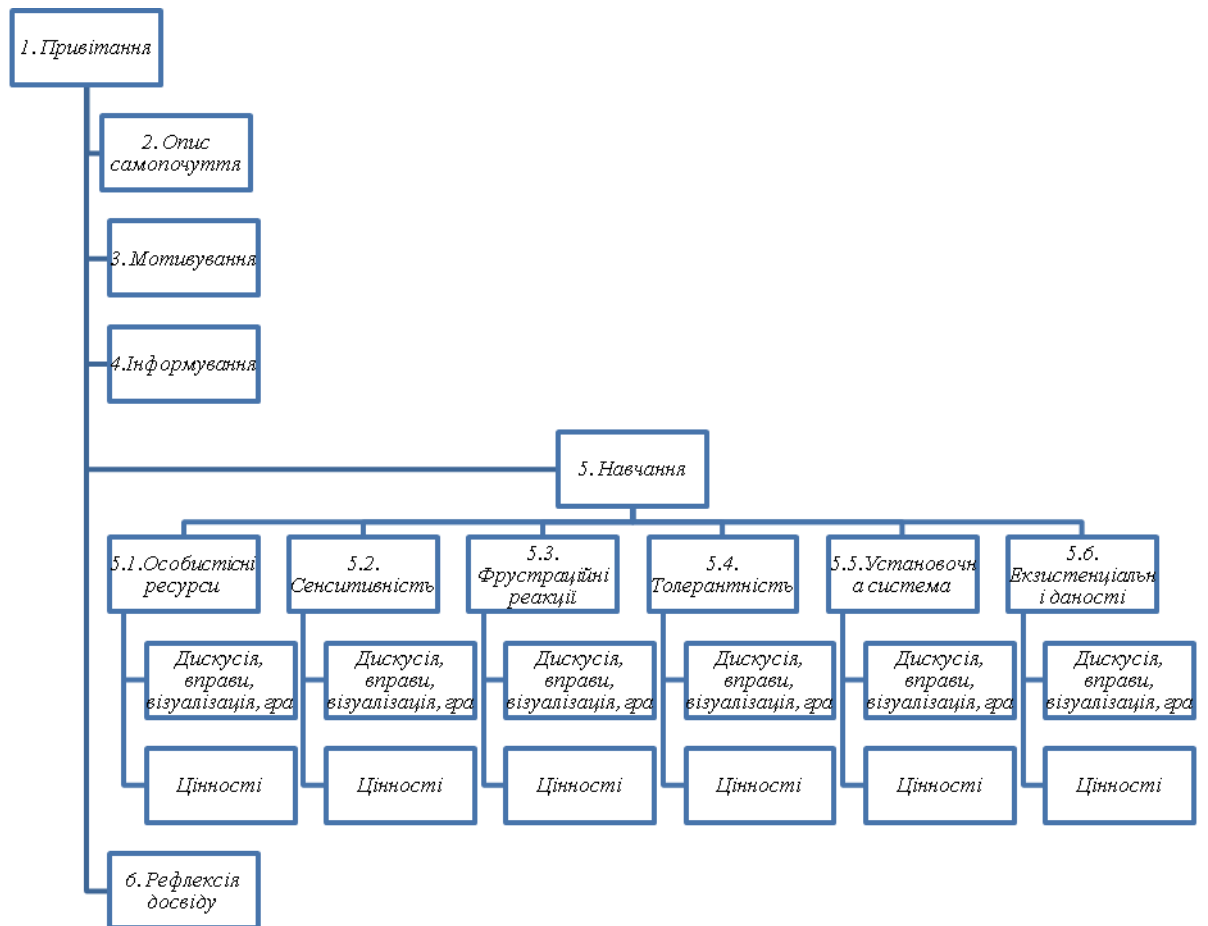 1. Привітання
2. Опис
самопочуття
3. Мотивування
4.Інформування
5. Навчання
5.1.Особистісні
ресурси
5.2.
Сенситивність
5.3.
Фрустраційні
реакції
5.4.
Толерантність
5.5.Установочн
а система
5.6.
Екзистенціальн
і даності
Дискусія,
вправи,
візуалізація, гра
Дискусія,
вправи,
візуалізація, гра
Дискусія,
вправи,
візуалізація, гра
Дискусія,
вправи,
візуалізація, гра
Дискусія,
вправи,
візуалізація, гра
Дискусія,
вправи,
візуалізація, гра
Цінності
Цінності
Цінності
Цінності
Цінності
Цінності
6. Рефлексія
досвіду